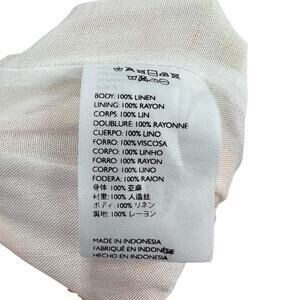 BODY: 100% LINEN
LINING: 100% RAYON
CORPS: 100% LIN
DOUBLURE: 100% RAYONNE
CUERPO: 100% LINO
FORRO: 100% VISCOSA
CORPO: 100% LINHO
FORRO: 100% RAYON
CORPO: 100% LINO
FODERA: 100% RAION
身体: 100% 亚麻
衬里: 100% 人造丝
ボディ: 100% リネン
裏地: 100% レーヨン
MADE IN INDONESIA
FABRIQUÉ EN INDONÉSIE
HECHO EN INDONESIA